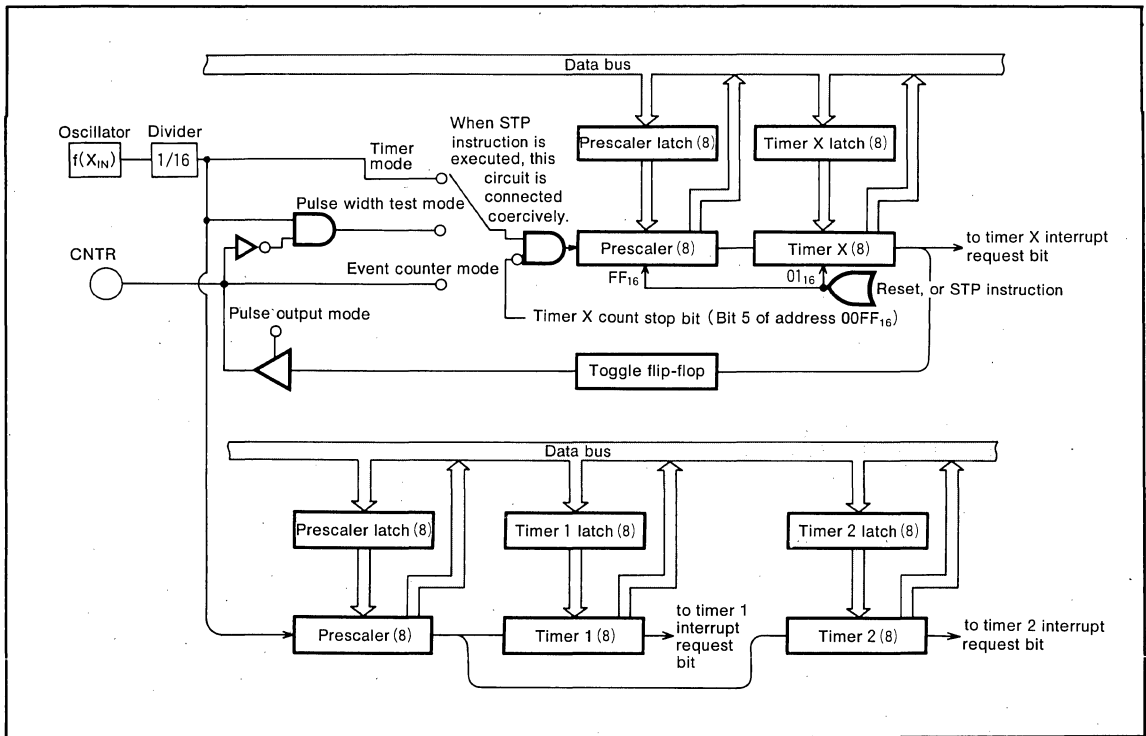 Data bus
Oscillator
f(X_IN)
Divider
1/16
Timer
mode
When STP
instruction is
executed, this
circuit is
connected
coercively.
Prescaler latch (8)
Timer X latch (8)
Pulse width test mode
CNTR
Prescaler (8)
Timer X (8)
to timer X interrupt
request bit
Event counter mode
FF₁₆
01₁₆
Reset, or STP instruction
Timer X count stop bit (Bit 5 of address 00FF₁₆)
Pulse output mode
Toggle flip-flop
Data bus
Prescaler latch (8)
Timer 1 latch (8)
Timer 2 latch (8)
Prescaler (8)
Timer 1 (8)
to timer 1
interrupt
request
bit
Timer 2 (8)
to timer 2 interrupt
request bit